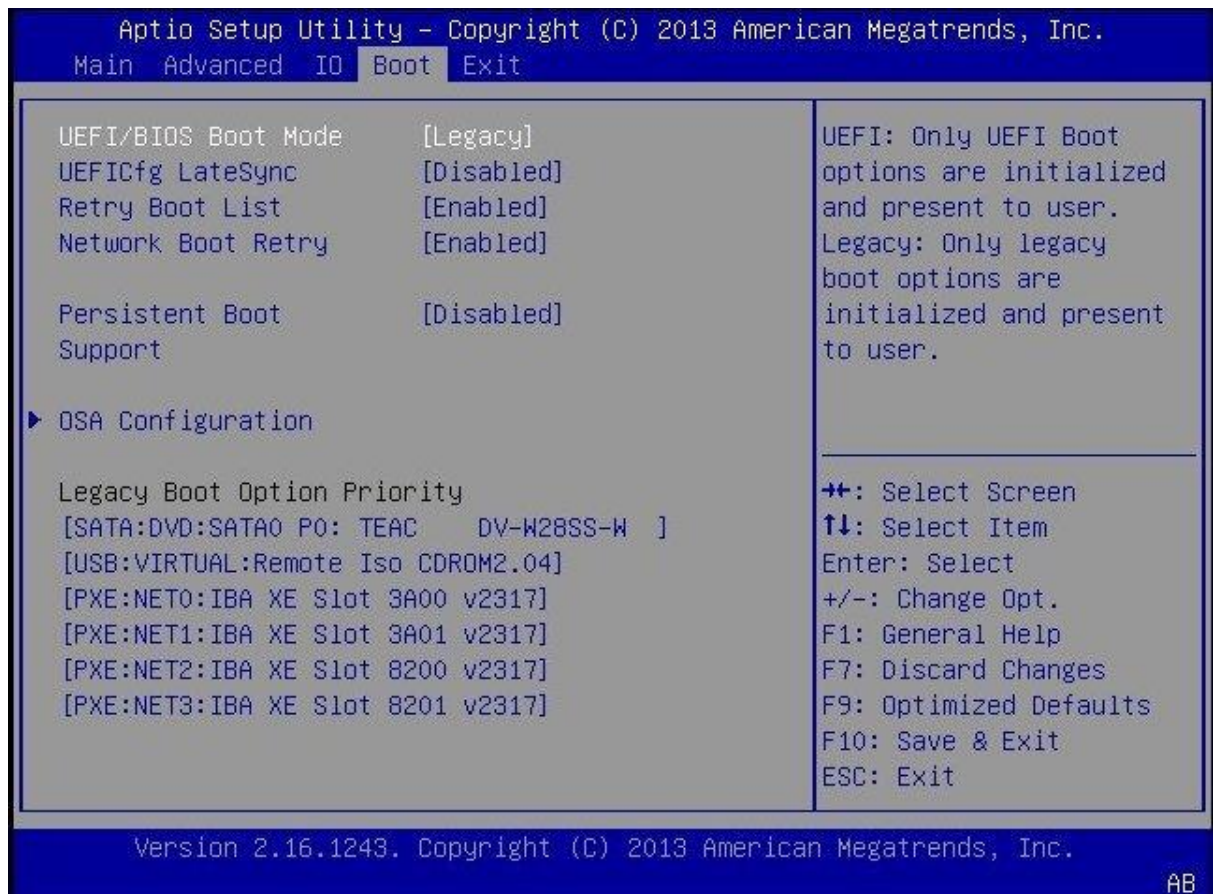 Aptio Setup Utility – Copyright (C) 2013 American Megatrends, Inc.
Main Advanced IO Boot Exit
UEFI/BIOS Boot Mode [Legacy]
UEFICfg LateSync [Disabled]
Retry Boot List [Enabled]
Network Boot Retry [Enabled]
Persistent Boot [Disabled]
Support
OSA Configuration
Legacy Boot Option Priority
[SATA:DVD:SATA0 P0: TEAC DV-W28SS-W ]
[USB:VIRTUAL:Remote Iso CDROM2.04]
[PXE:NET0:IBA XE Slot 3A00 v2317]
[PXE:NET1:IBA XE Slot 3A01 v2317]
[PXE:NET2:IBA XE Slot 8200 v2317]
[PXE:NET3:IBA XE Slot 8201 v2317]
UEFI: Only UEFI Boot
options are initialized
and present to user.
Legacy: Only legacy
boot options are
initialized and present
to user.
→←: Select Screen
↑↓: Select Item
Enter: Select
+/-: Change Opt.
F1: General Help
F7: Discard Changes
F9: Optimized Defaults
F10: Save & Exit
ESC: Exit
Version 2.16.1243. Copyright (C) 2013 American Megatrends, Inc.
AB